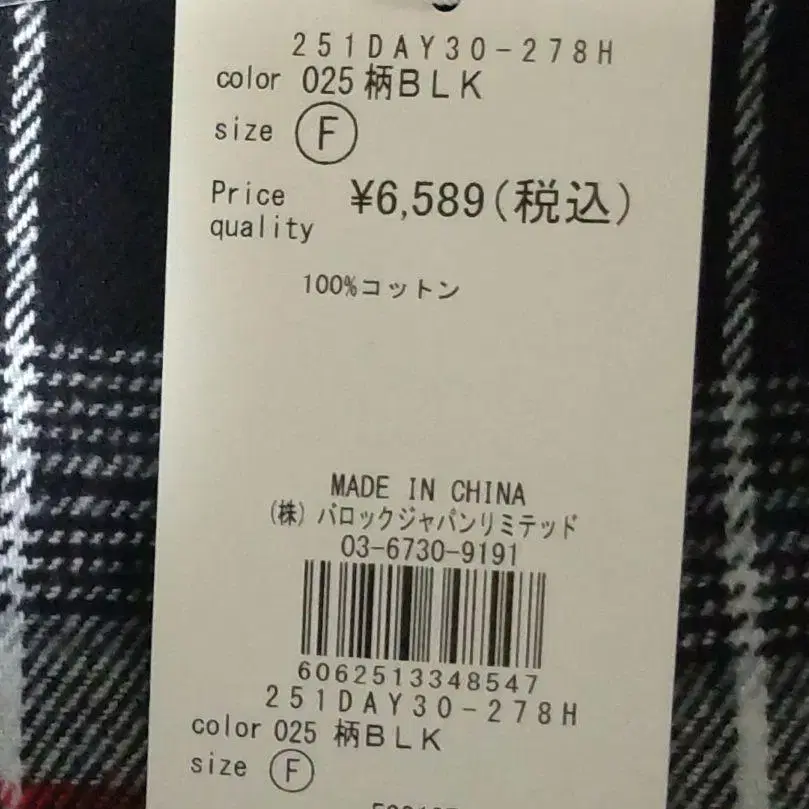 251DAY30-278H
color 025 柄BLK
size F
Price ¥6,589(税込)
quality
100%コットン
MADE IN CHINA
(株) バロックジャパンリミテッド
03-6730-9191
6062513348547
251DAY30-278H
color 025 柄BLK
size F